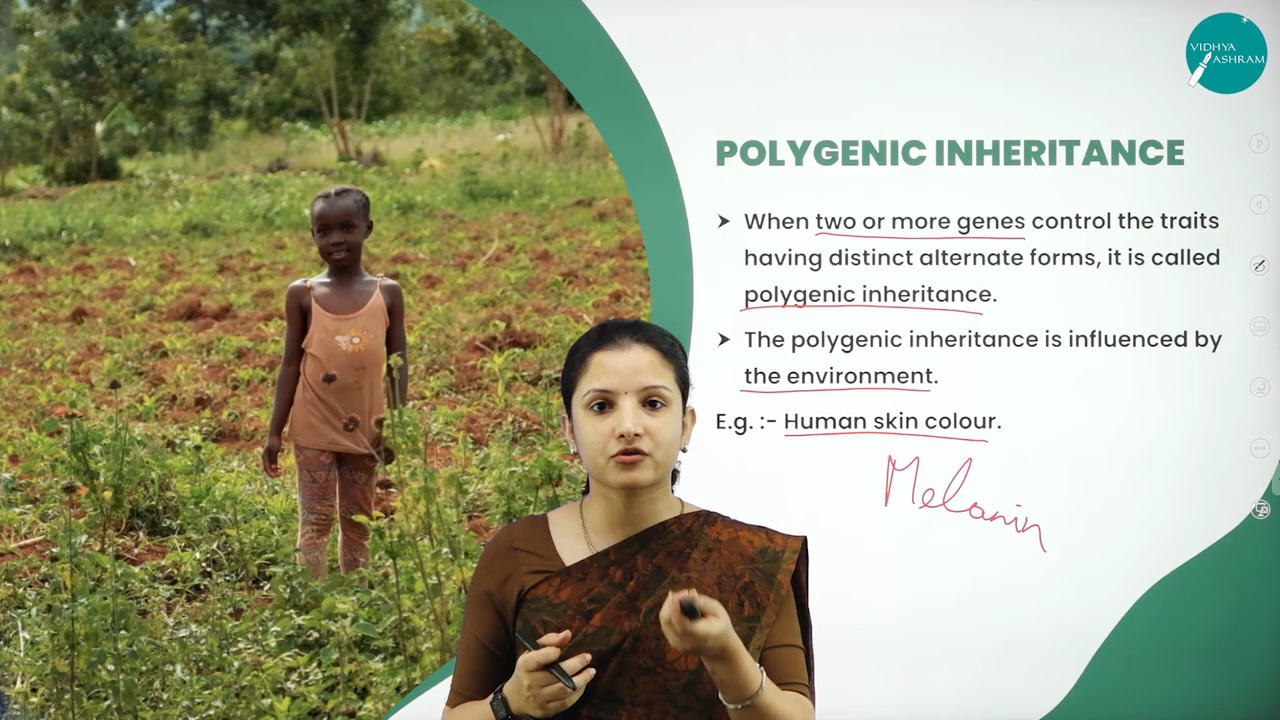 VIDHYA
ASHRAM
POLYGENIC INHERITANCE
➤ When two or more genes control the traits
having distinct alternate forms, it is called
polygenic inheritance.
➤ The polygenic inheritance is influenced by
the environment.
E.g. :- Human skin colour.
Melanin